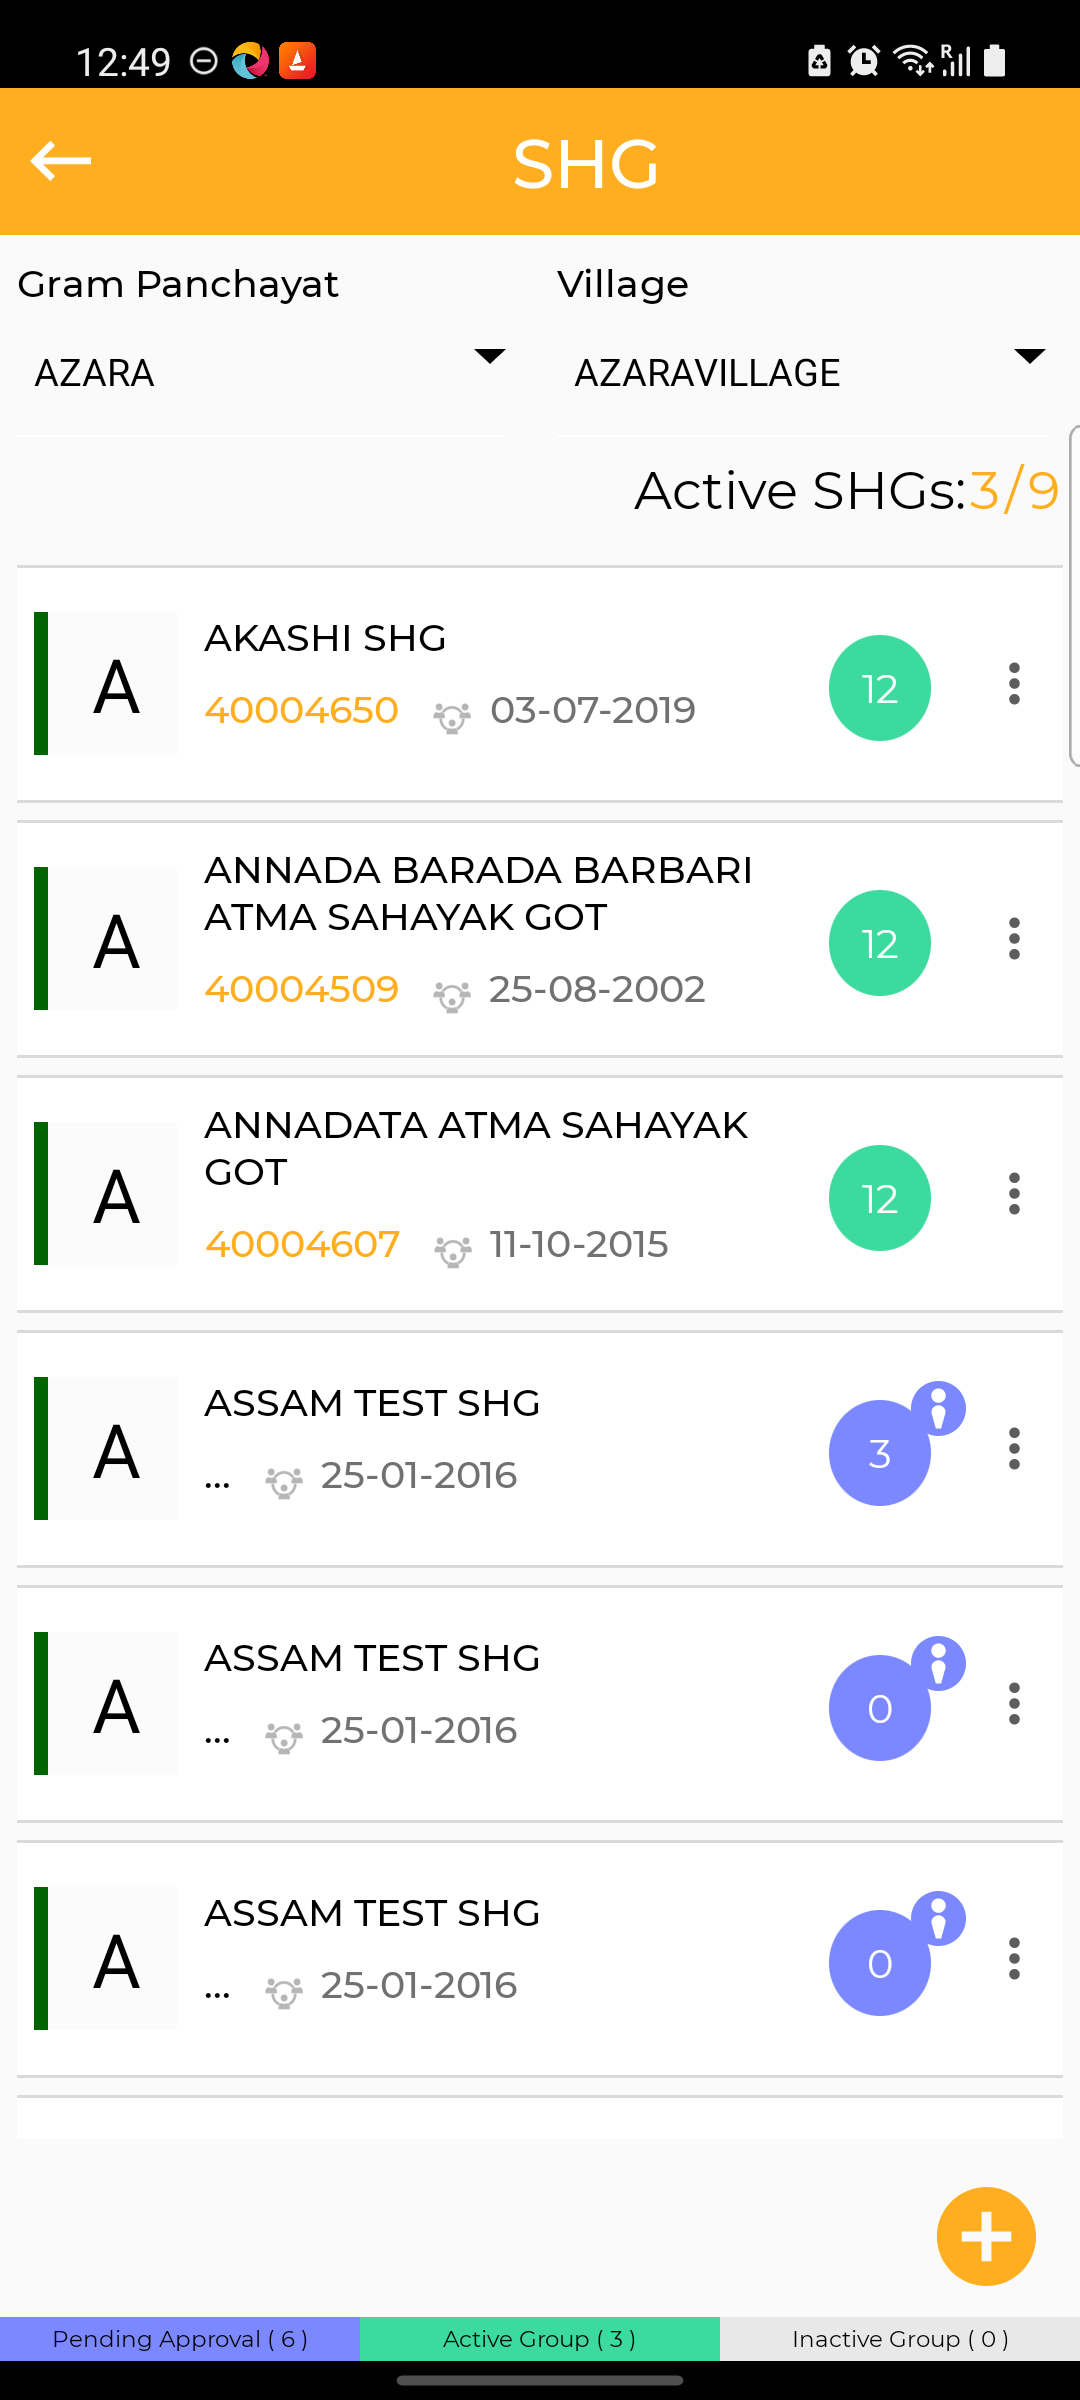 12:49
SHG
Gram Panchayat
Village
AZARA
AZARAVILLAGE
Active SHGs:3/9
A
AKASHI SHG
40004650
03-07-2019
12
A
ANNADA BARADA BARBARI
ATMA SAHAYAK GOT
40004509
25-08-2002
12
A
ANNADATA ATMA SAHAYAK
GOT
40004607
11-10-2015
12
A
ASSAM TEST SHG
...
25-01-2016
3
A
ASSAM TEST SHG
...
25-01-2016
0
A
ASSAM TEST SHG
...
25-01-2016
0
Pending Approval ( 6 )
Active Group ( 3 )
Inactive Group ( 0 )